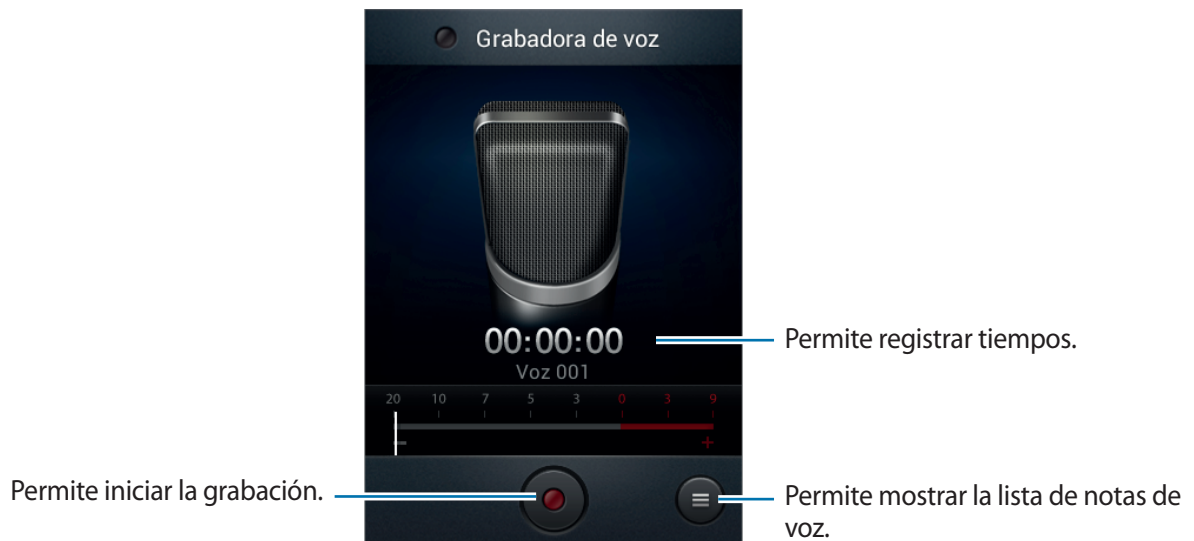 Grabadora de voz
00:00:00
Permite registrar tiempos.
Voz 001
20 10 7 5 3 0 3 9
− +
Permite iniciar la grabación.
Permite mostrar la lista de notas de
voz.